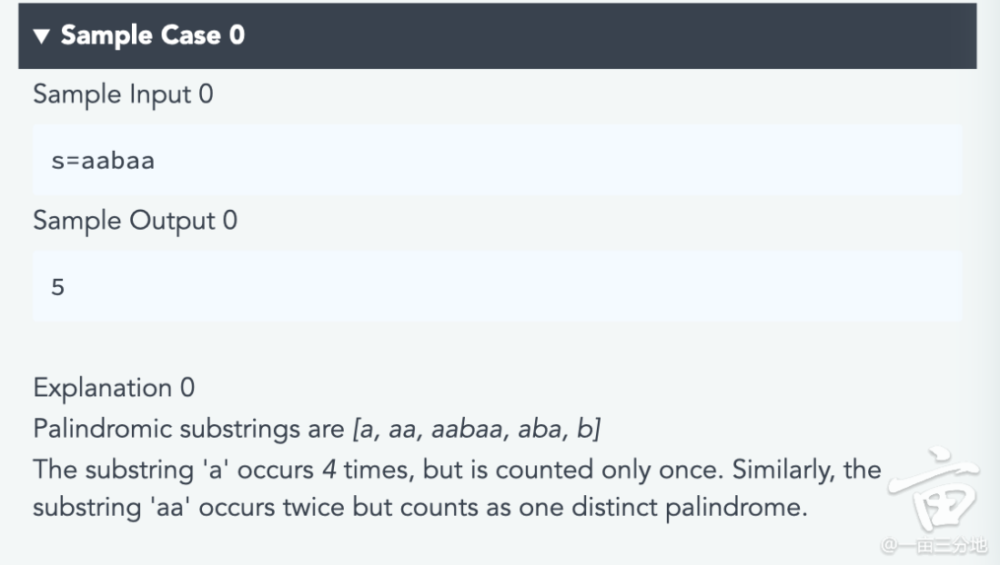 ▼ Sample Case 0
Sample Input 0
s=aabaa
Sample Output 0
5
Explanation 0
Palindromic substrings are [a, aa, aabaa, aba, b]
The substring 'a' occurs 4 times, but is counted only once. Similarly, the
substring 'aa' occurs twice but counts as one distinct palindrome.
亩
@一亩三分地